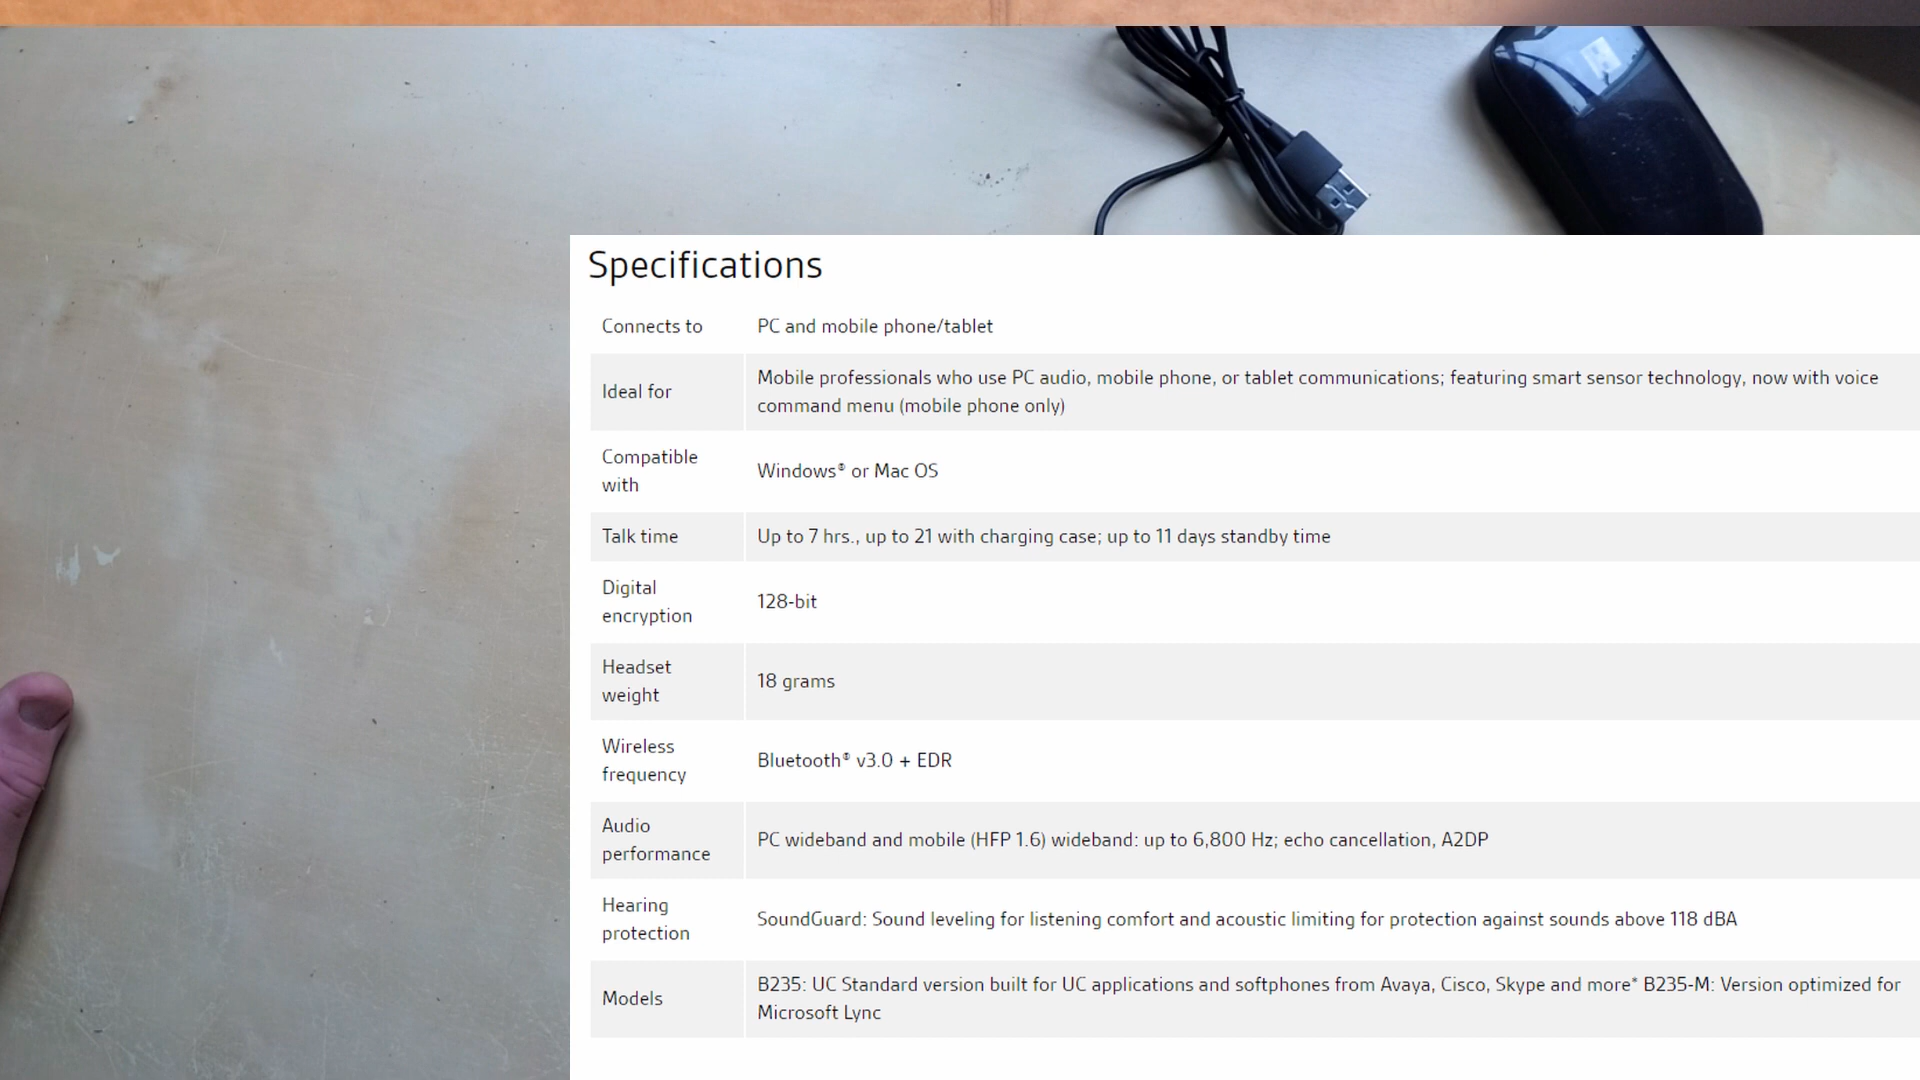 Specifications
Connects to
PC and mobile phone/tablet
Ideal for
Mobile professionals who use PC audio, mobile phone, or tablet communications; featuring smart sensor technology, now with voice
command menu (mobile phone only)
Compatible
with
Windows® or Mac OS
Talk time
Up to 7 hrs., up to 21 with charging case; up to 11 days standby time
Digital
encryption
128-bit
Headset
weight
18 grams
Wireless
frequency
Bluetooth® v3.0 + EDR
Audio
performance
PC wideband and mobile (HFP 1.6) wideband: up to 6,800 Hz; echo cancellation, A2DP
Hearing
protection
SoundGuard: Sound leveling for listening comfort and acoustic limiting for protection against sounds above 118 dBA
Models
B235: UC Standard version built for UC applications and softphones from Avaya, Cisco, Skype and more* B235-M: Version optimized for
Microsoft Lync